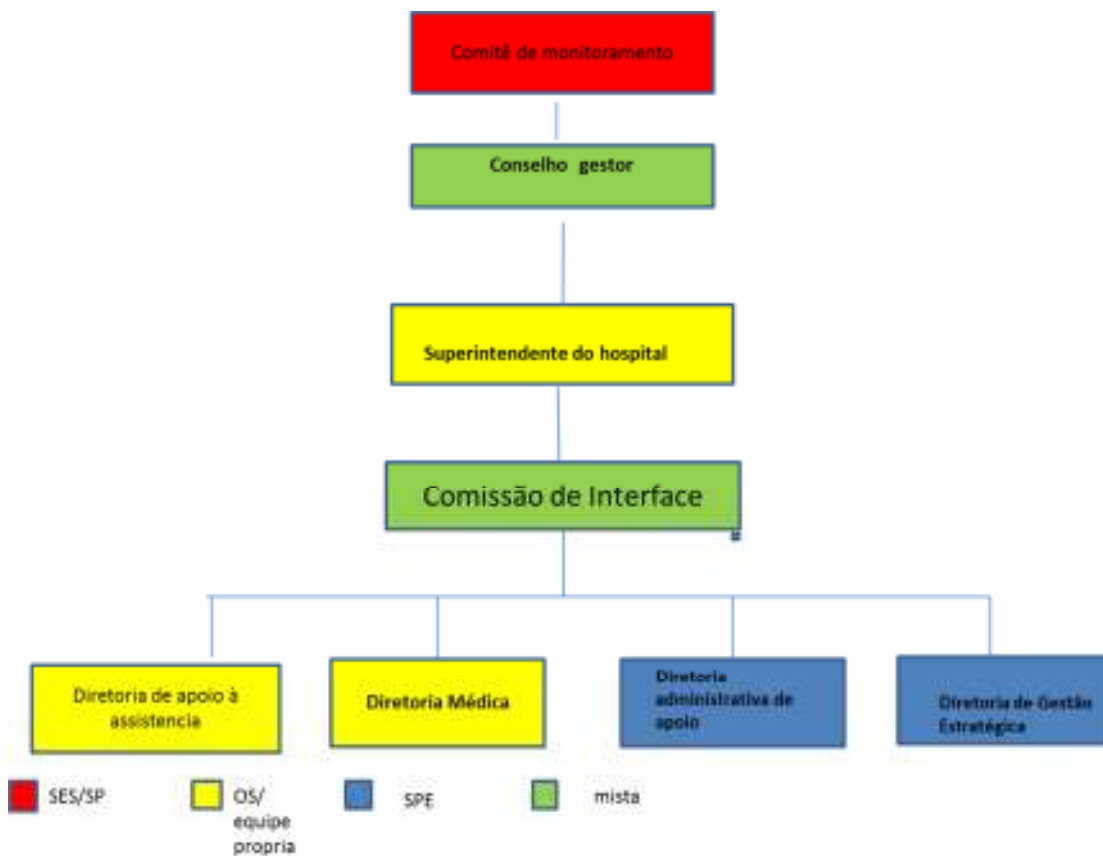 Comitê de monitoramento
Conselho gestor
Superintendente do hospital
Comissão de Interface
Diretoria de apoio à
assistencia
Diretoria Médica
Diretoria
administrativa de
apoio
Diretoria de Gestão
Estratégica
SES/SP
OS/
equipe
propria
SPE
mista